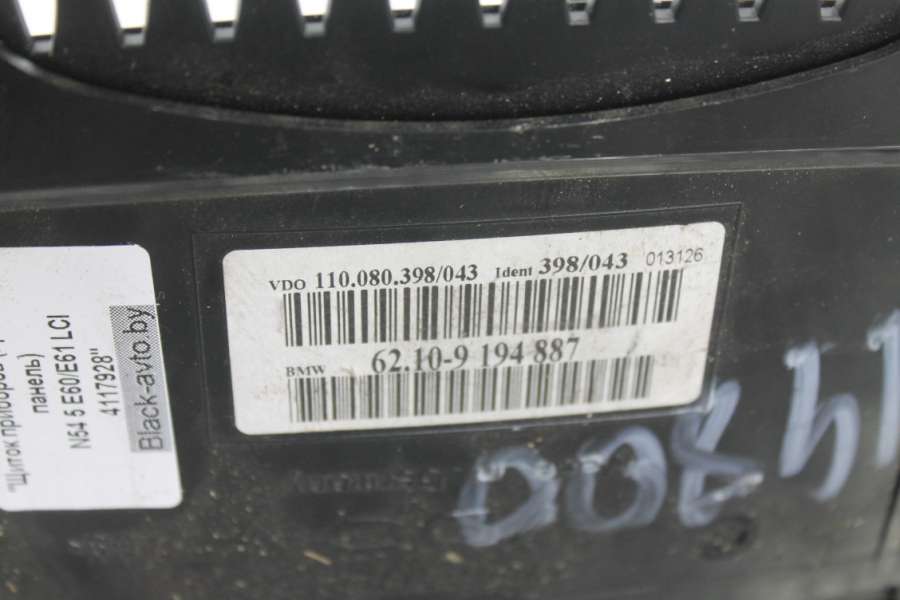 "Щиток приборов (
панель)
N54 5 E60/E61 LCI
4117928"
Black-avto.by
VDO 110.080.398/043 Ident 398/043 013126
BMW 62.10-9 194 887